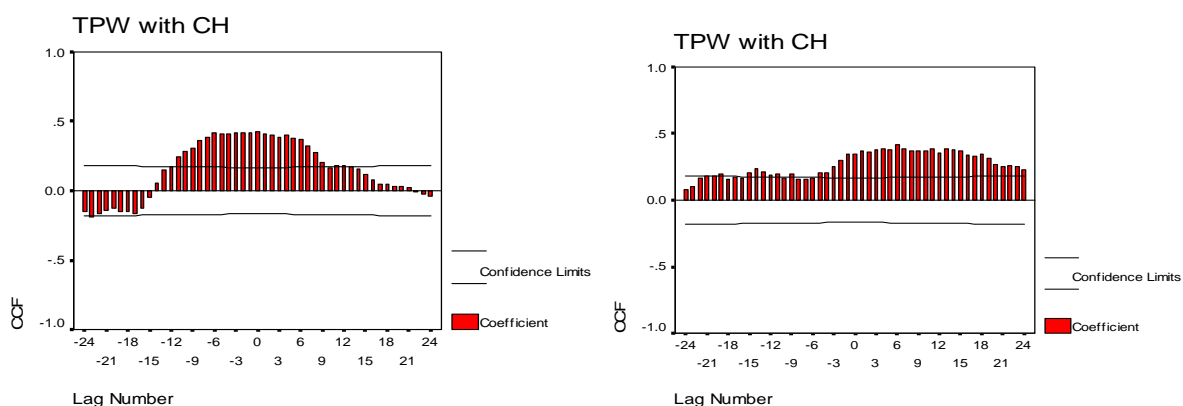 TPW with CH
1.0
.5
0.0
-.5
-1.0
CCF
-24 -18 -12 -6 0 6 12 18 24
-21 -15 -9 -3 3 9 15 21
Lag Number
Confidence Limits
Coefficient
TPW with CH
1.0
.5
0.0
-.5
-1.0
CCF
-24 -18 -12 -6 0 6 12 18 24
-21 -15 -9 -3 3 9 15 21
Lag Number
Confidence Limits
Coefficient